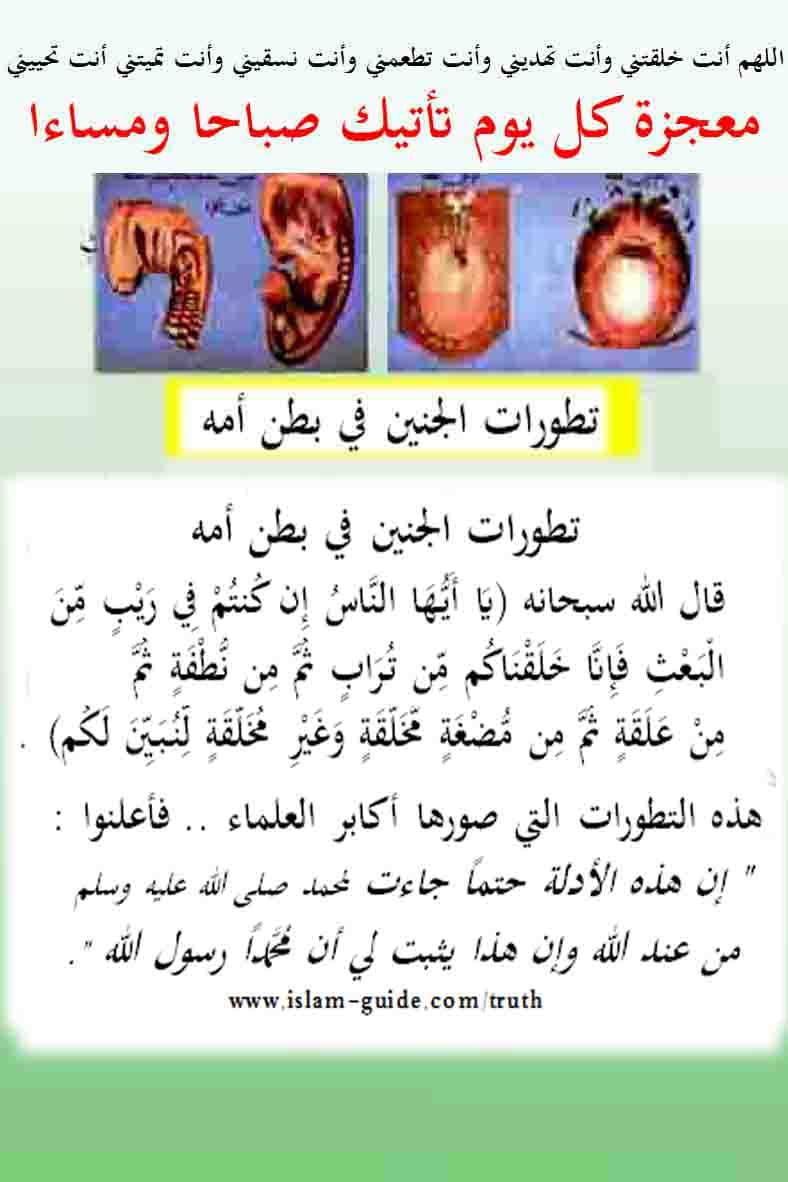 اللهم أنت خلقتني وأنت تهديني وأنت تطعمني وأنت نسقيني وأنت تميتني أنت تحييني
معجزة كل يوم تأتيك صباحا ومساءا
تطورات الجنين في بطن أمه
تطورات الجنين في بطن أمه
قال الله سبحانه (يَا أَيُّهَا النَّاسُ إِن كُنتُمْ فِي رَيْبٍ مِّنَ
الْبَعْثِ فَإِنَّا خَلَقْنَاكُم مِّن تُرَابٍ ثُمَّ مِن نُّطْفَةٍ ثُمَّ
مِنْ عَلَقَةٍ ثُمَّ مِن مُّضْغَةٍ مُّخَلَّقَةٍ وَغَيْرِ مُخَلَّقَةٍ لِّنُبَيِّنَ لَكُم) .
هذه التطورات التي صورها أكابر العلماء .. فأعلنوا :
" إن هذه الأدلة حتماً جاءت لمحمد صلى الله عليه وسلم
من عند الله وإن هذا يثبت لي أن مُحَمَّداً رسول الله ".
www.islam-guide.com/truth